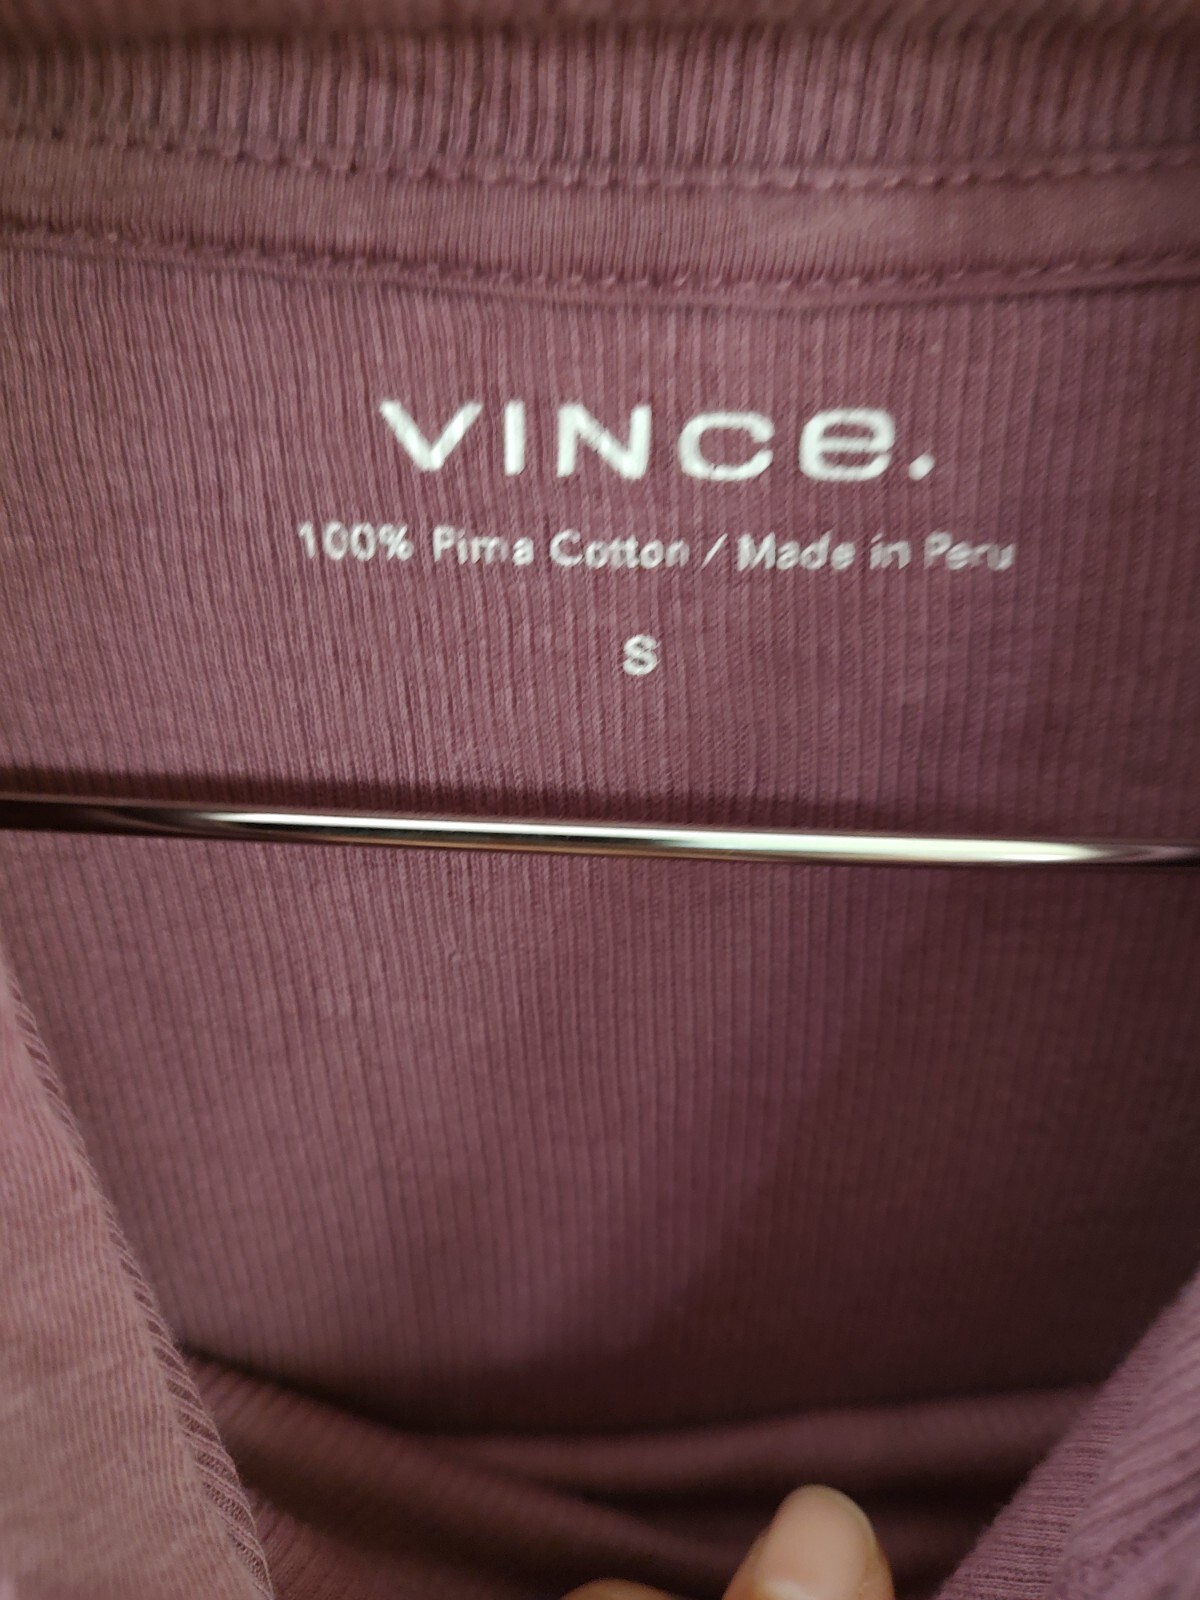 VINCE.
100% Pima Cotton / Made in Peru
S